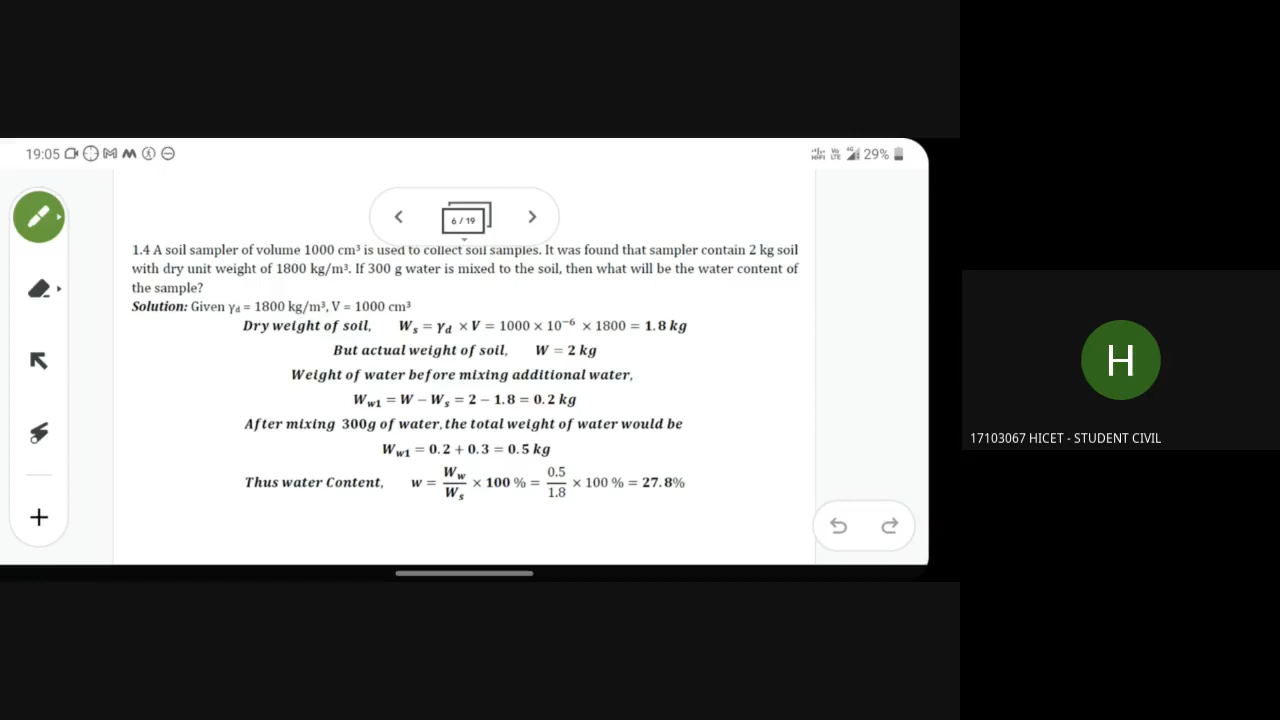 19:05
Vo LTE 4G 29%
6 / 19
1.4 A soil sampler of volume 1000 cm³ is used to collect soil samples. It was found that sampler contain 2 kg soil
with dry unit weight of 1800 kg/m³. If 300 g water is mixed to the soil, then what will be the water content of
the sample?
Solution: Given γd = 1800 kg/m³, V = 1000 cm³
Dry weight of soil, Ws = γd × V = 1000 × 10⁻⁶ × 1800 = 1.8 kg
But actual weight of soil, W = 2 kg
Weight of water before mixing additional water,
Ww1 = W − Ws = 2 − 1.8 = 0.2 kg
After mixing 300g of water, the total weight of water would be
Ww1 = 0.2 + 0.3 = 0.5 kg
Thus water Content, w = Ww/Ws × 100 % = 0.5/1.8 × 100 % = 27.8%
H
17103067 HICET - STUDENT CIVIL